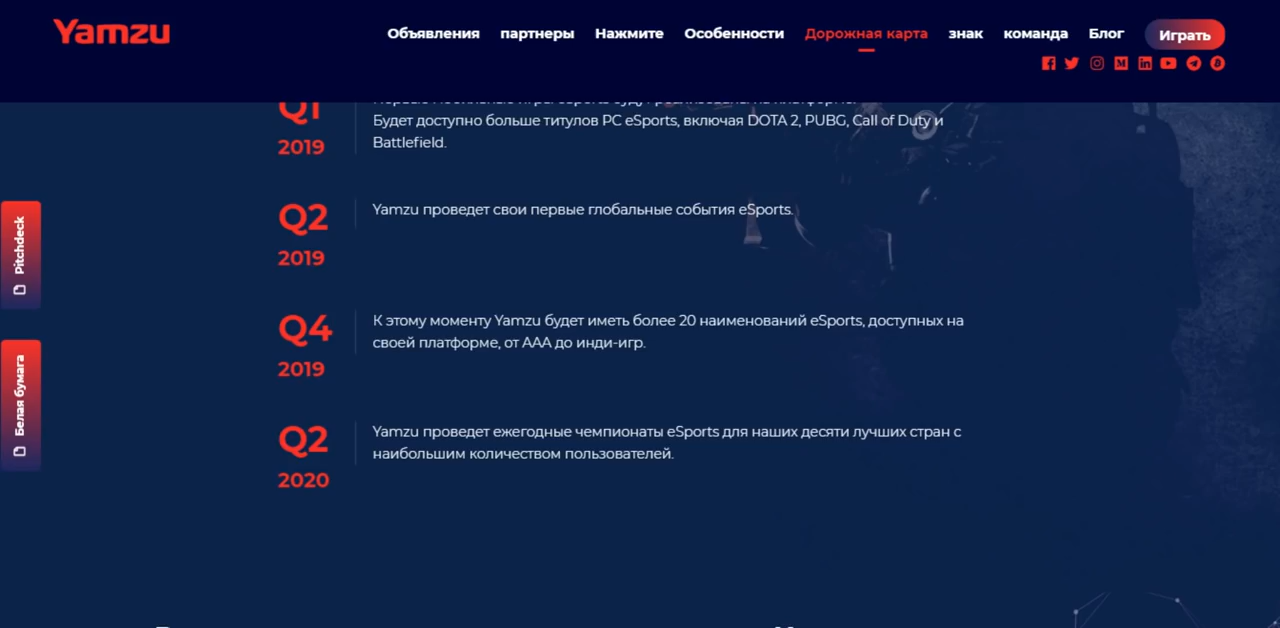 Yamzu
Объявления партнеры Нажмите Особенности Дорожная карта знак команда Блог Играть
Q1
2019
Будет доступно больше титулов PC eSports, включая DOTA 2, PUBG, Call of Duty и
Battlefield.
Q2
2019
Yamzu проведет свои первые глобальные события eSports.
Pitchdeck
Q4
2019
К этому моменту Yamzu будет иметь более 20 наименований eSports, доступных на
своей платформе, от AAA до инди-игр.
Белая бумага
Q2
2020
Yamzu проведет ежегодные чемпионаты eSports для наших десяти лучших стран с
наибольшим количеством пользователей.